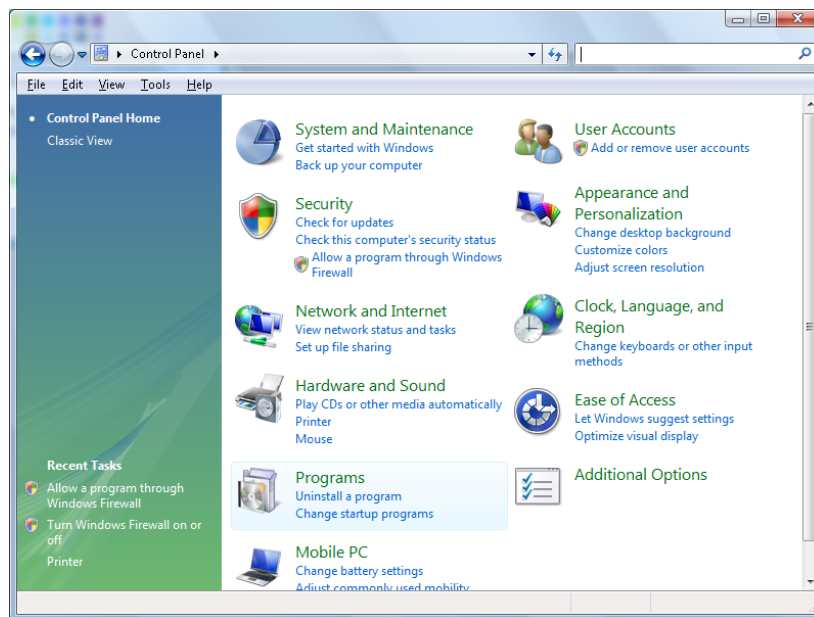 Control Panel
File Edit View Tools Help
Control Panel Home
Classic View
System and Maintenance
Get started with Windows
Back up your computer
Security
Check for updates
Check this computer's security status
Allow a program through Windows
Firewall
Network and Internet
View network status and tasks
Set up file sharing
Hardware and Sound
Play CDs or other media automatically
Printer
Mouse
Programs
Uninstall a program
Change startup programs
Mobile PC
Change battery settings
Adjust commonly used mobility
User Accounts
Add or remove user accounts
Appearance and
Personalization
Change desktop background
Customize colors
Adjust screen resolution
Clock, Language, and
Region
Change keyboards or other input
methods
Ease of Access
Let Windows suggest settings
Optimize visual display
Additional Options
Recent Tasks
Allow a program through
Windows Firewall
Turn Windows Firewall on or
off
Printer